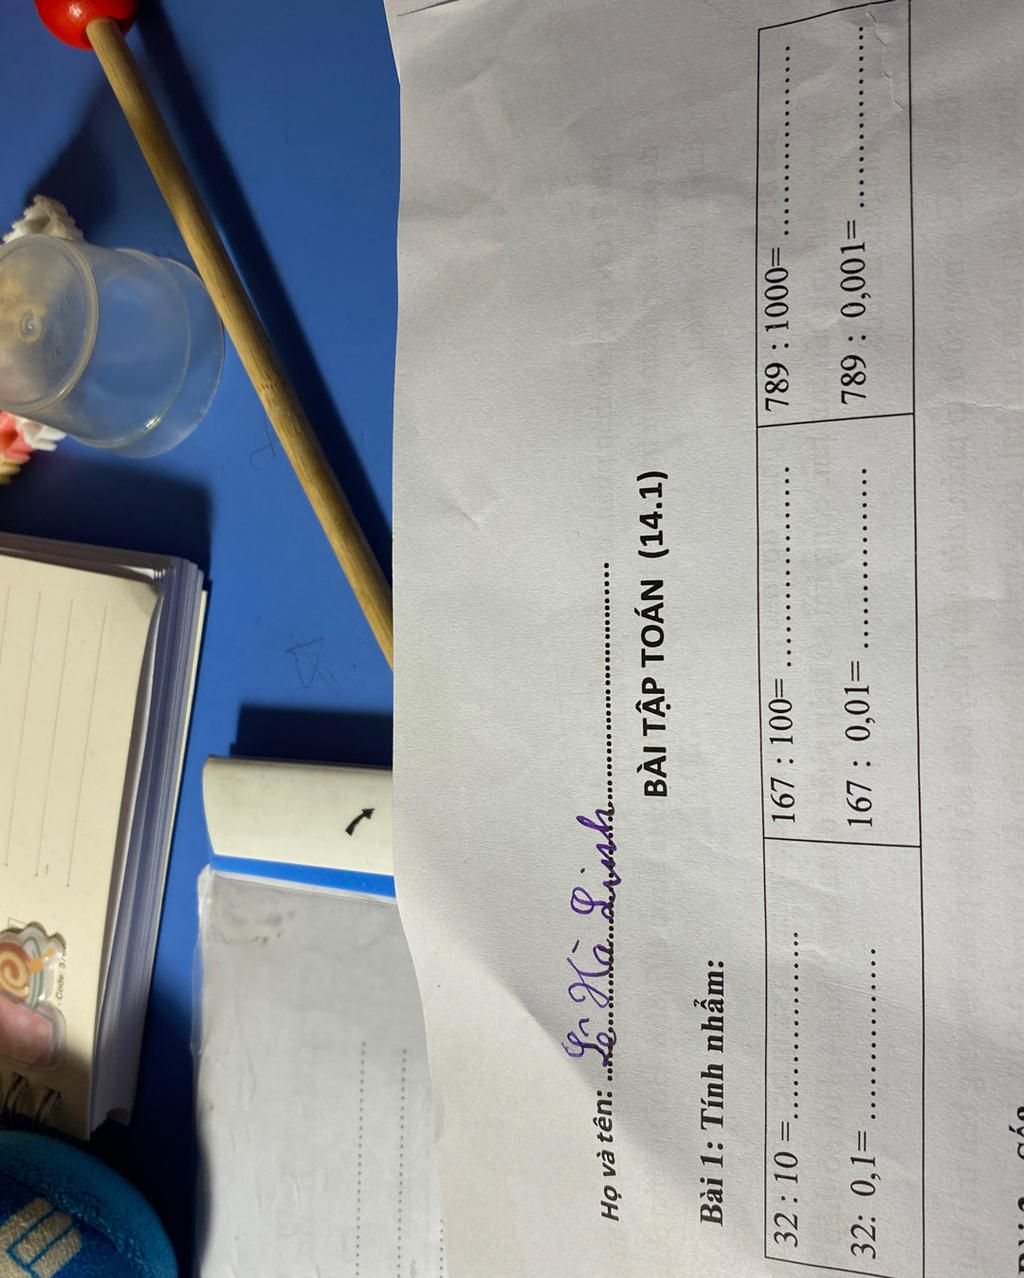 Họ và tên: ........Lê Hà Linh........
BÀI TẬP TOÁN (14.1)
Bài 1: Tính nhẩm:
32 : 10 =.................... 167 : 100= .................... 789 : 1000= ....................
32: 0,1= .................... 167 : 0,01= .................... 789 : 0,001= ....................
Code: